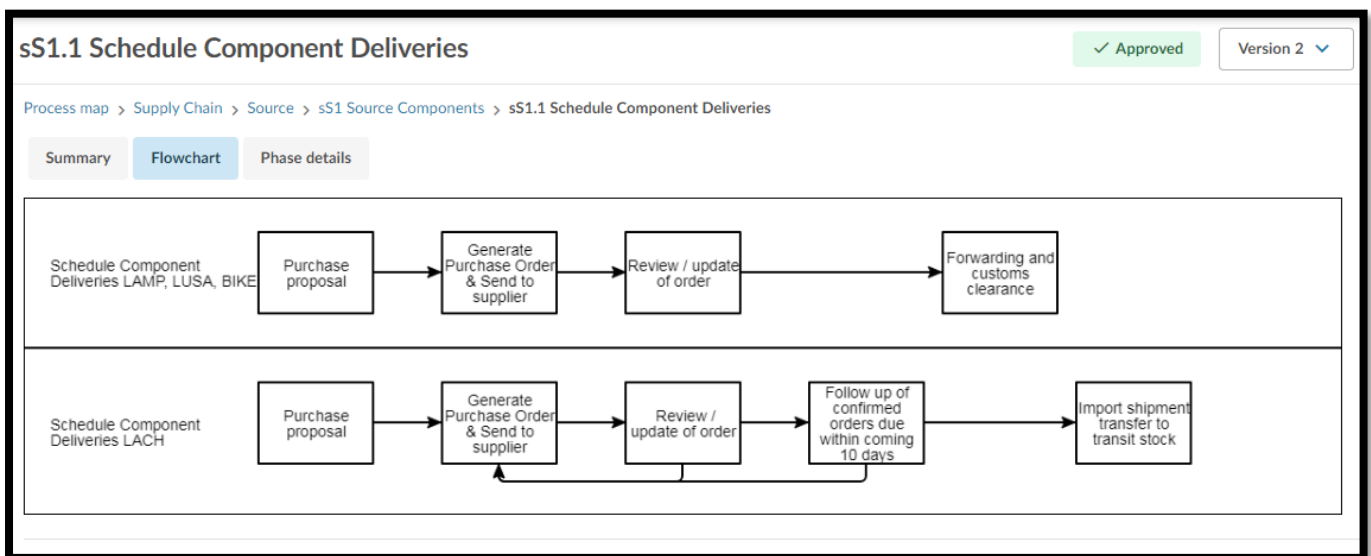 sS1.1 Schedule Component Deliveries
Approved
Version 2
Process map > Supply Chain > Source > sS1 Source Components > sS1.1 Schedule Component Deliveries
Summary
Flowchart
Phase details
Schedule Component
Deliveries LAMP, LUSA, BIKE
Purchase
proposal
Generate
Purchase Order
& Send to
supplier
Review / update
of order
Forwarding and
customs
clearance
Schedule Component
Deliveries LACH
Purchase
proposal
Generate
Purchase Order
& Send to
supplier
Review /
update of order
Follow up of
confirmed
orders due
within coming
10 days
Import shipment
transfer to
transit stock